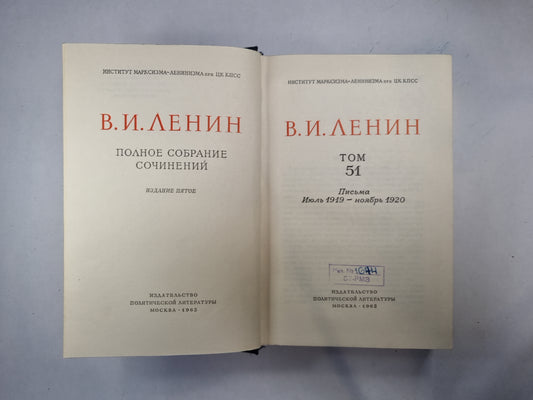 ИНСТИТУТ МАРКСИЗМА-ЛЕНИНИЗМА ПРИ ЦК КПСС
В. И. ЛЕНИН
ПОЛНОЕ СОБРАНИЕ
СОЧИНЕНИЙ
ИЗДАНИЕ ПЯТОЕ
ИЗДАТЕЛЬСТВО
ПОЛИТИЧЕСКОЙ ЛИТЕРАТУРЫ
МОСКВА · 1965
ИНСТИТУТ МАРКСИЗМА-ЛЕНИНИЗМА ПРИ ЦК КПСС
В. И. ЛЕНИН
ТОМ
51
Письма
Июль 1919 — ноябрь 1920
ИЗДАТЕЛЬСТВО
ПОЛИТИЧЕСКОЙ ЛИТЕРАТУРЫ
МОСКВА · 1965